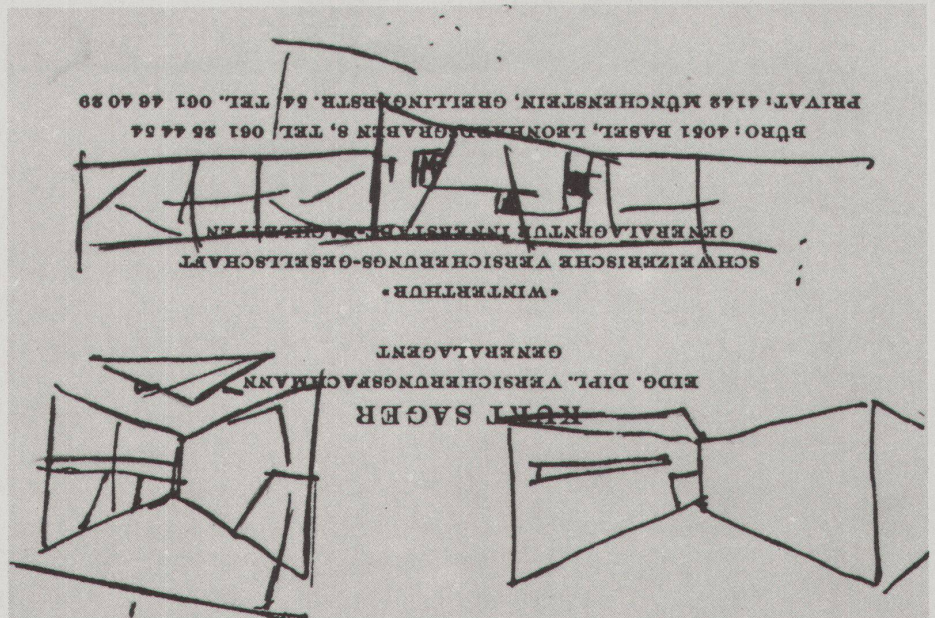 KURT SAGER
EIDG. DIPL. VERSICHERUNGSFACHMANN
GENERALAGENT
«WINTERTHUR»
SCHWEIZERISCHE VERSICHERUNGS-GESELLSCHAFT
GENERALAGENTUR INNERSTADT-BACHLETTEN
BÜRO: 4051 BASEL, LEONHARDSGRABEN 8, TEL. 061 25 44 54
PRIVAT: 4142 MÜNCHENSTEIN, GRELLINGERSTR. 54, TEL. 061 46 40 29